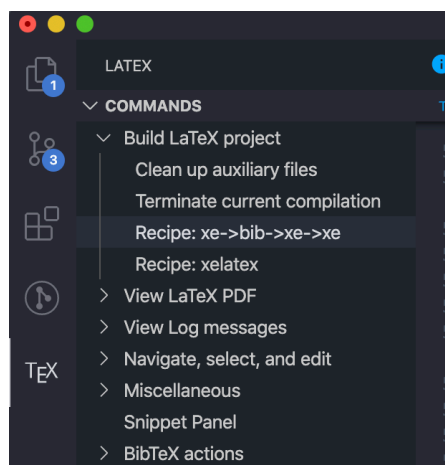 LATEX
COMMANDS
1
Build LaTeX project
Clean up auxiliary files
3
Terminate current compilation
Recipe: xe->bib->xe->xe
Recipe: xelatex
View LaTeX PDF
View Log messages
TEX
Navigate, select, and edit
Miscellaneous
Snippet Panel
BibTeX actions